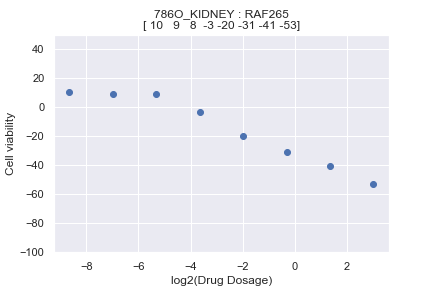 786O_KIDNEY : RAF265
[ 10 9 8 -3 -20 -31 -41 -53]
40
20
0
−20
−40
−60
−80
−100
Cell viability
−8 −6 −4 −2 0 2
log2(Drug Dosage)